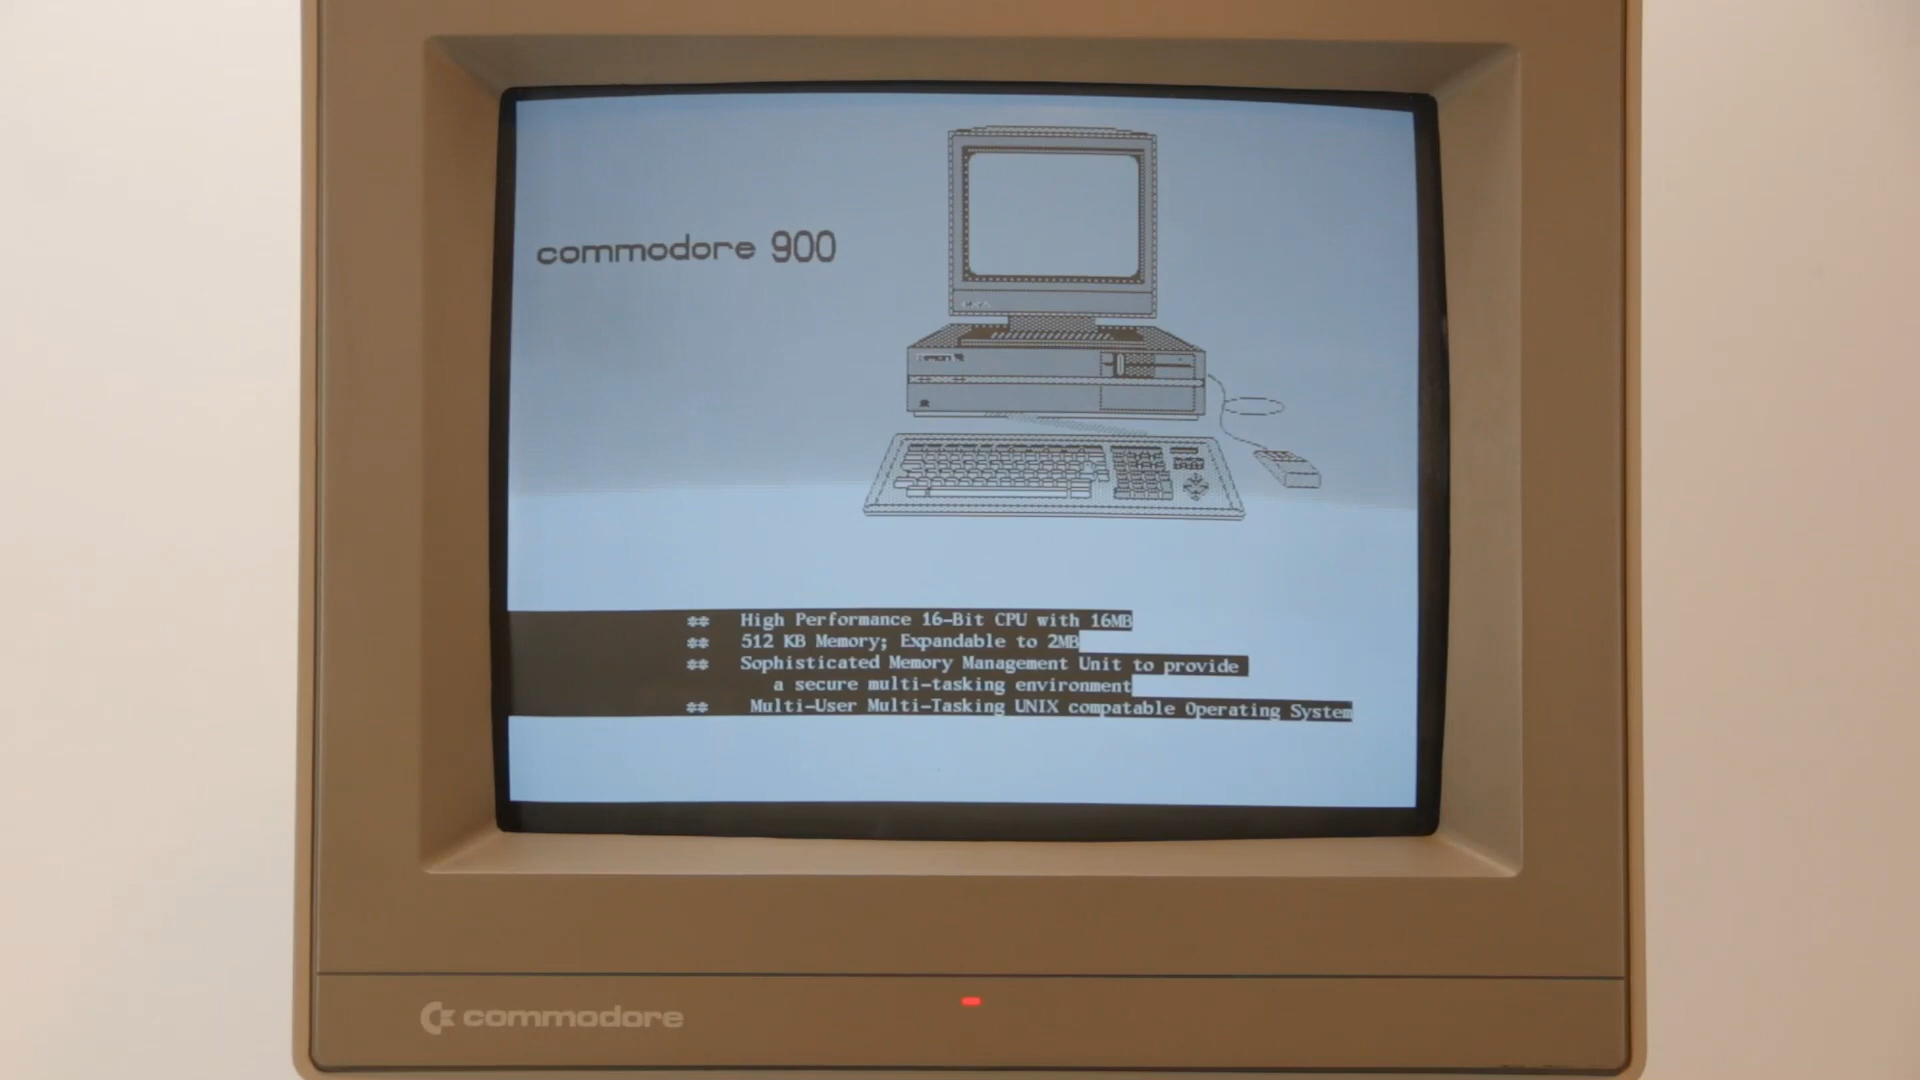 commodore 900
** High Performance 16-Bit CPU with 16MB
** 512 KB Memory; Expandable to 2MB
** Sophisticated Memory Management Unit to provide
a secure multi-tasking environment
** Multi-User Multi-Tasking UNIX compatable Operating System
commodore